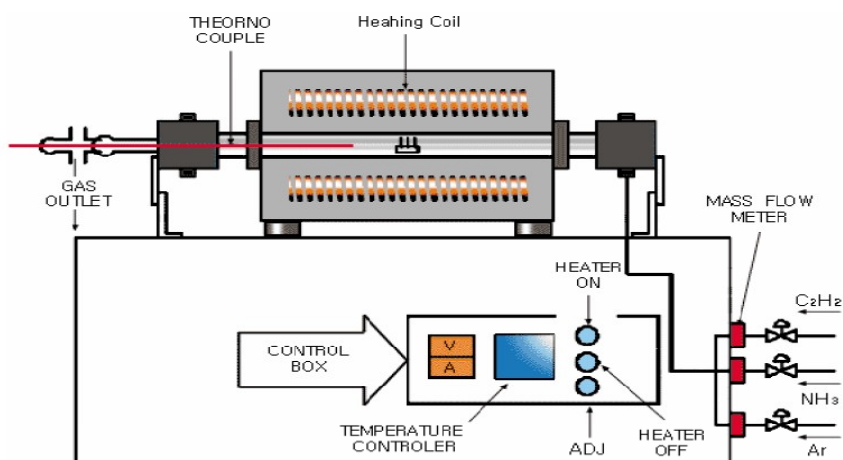 THEORNO
COUPLE
Heahing Coil
GAS
OUTLET
MASS FLOW
METER
HEATER
ON
C₂H₂
CONTROL
BOX
V
A
NH₃
TEMPERATURE
CONTROLER
ADJ
HEATER
OFF
Ar